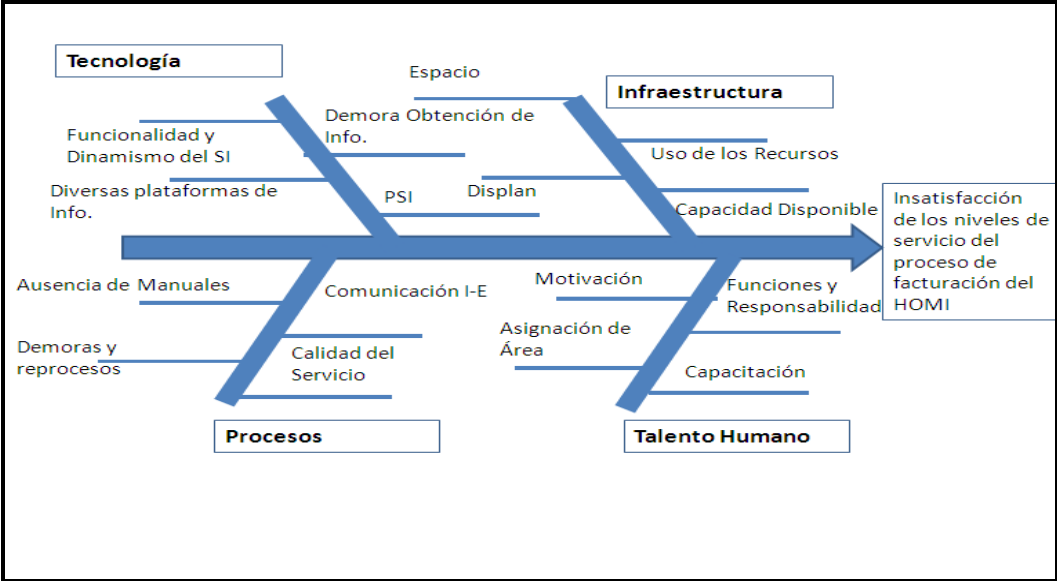 Tecnología
Espacio
Infraestructura
Demora Obtención de
Info.
Funcionalidad y
Dinamismo del SI
Uso de los Recursos
Diversas plataformas de
Info.
PSI
Displan
Capacidad Disponible
Insatisfacción
de los niveles de
servicio del
proceso de
facturación del
HOMI
Ausencia de Manuales
Comunicación I-E
Motivación
Funciones y
Responsabilidad
Demoras y
reprocesos
Calidad del
Servicio
Asignación de
Área
Capacitación
Procesos
Talento Humano